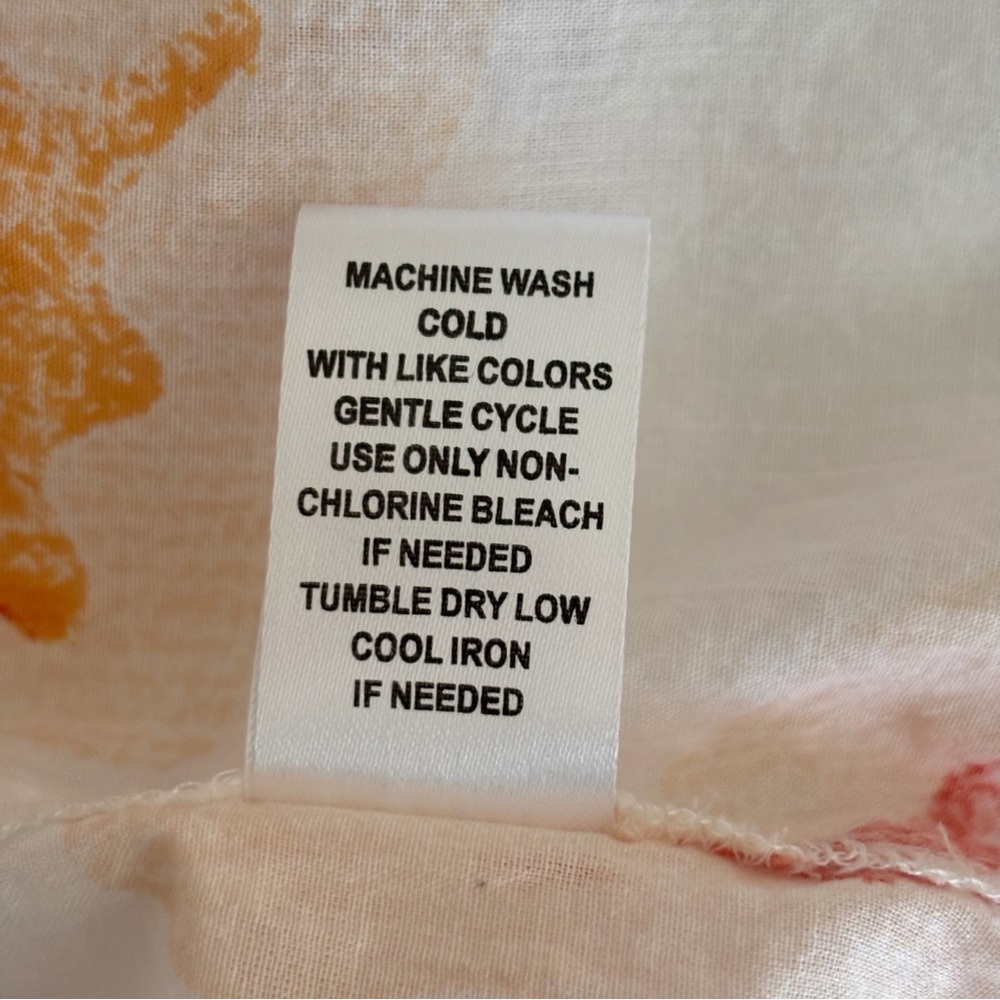 MACHINE WASH
COLD
WITH LIKE COLORS
GENTLE CYCLE
USE ONLY NON-
CHLORINE BLEACH
IF NEEDED
TUMBLE DRY LOW
COOL IRON
IF NEEDED